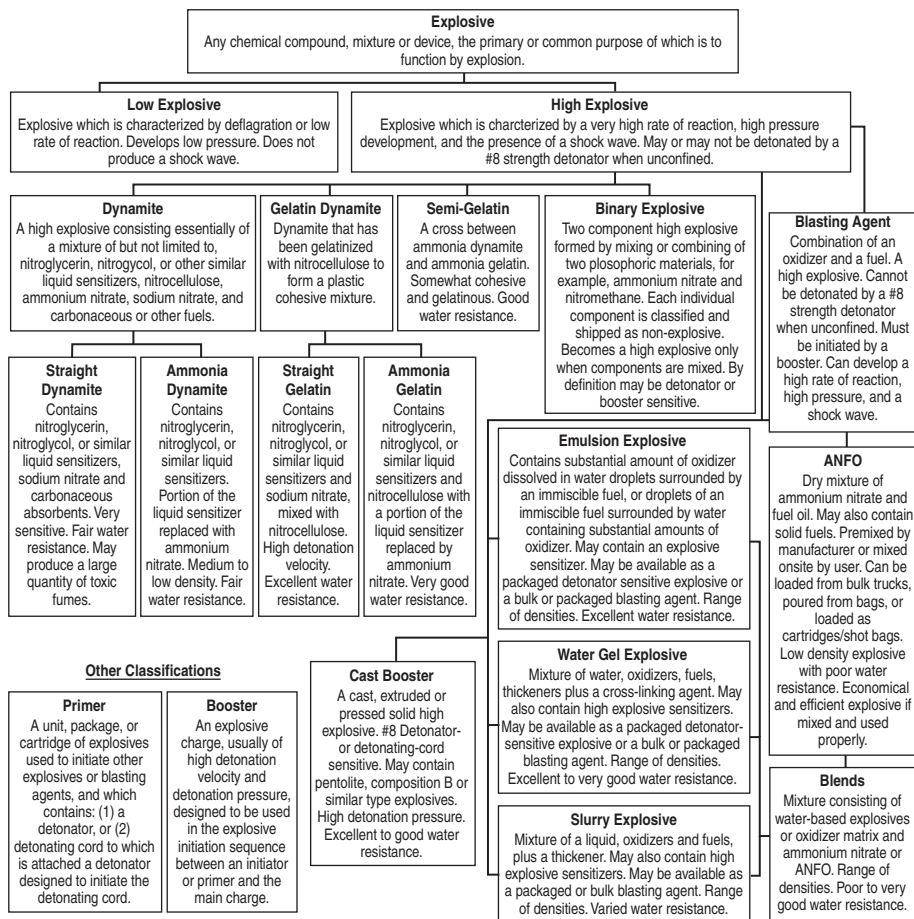 Explosive
Any chemical compound, mixture or device, the primary or common purpose of which is to
function by explosion.
Low Explosive
Explosive which is characterized by deflagration or low
rate of reaction. Develops low pressure. Does not
produce a shock wave.
High Explosive
Explosive which is charcterized by a very high rate of reaction, high pressure
development, and the presence of a shock wave. May or may not be detonated by a
#8 strength detonator when unconfined.
Dynamite
A high explosive consisting essentially of
a mixture of but not limited to,
nitroglycerin, nitrogycol, or other similar
liquid sensitizers, nitrocellulose,
ammonium nitrate, sodium nitrate, and
carbonaceous or other fuels.
Gelatin Dynamite
Dynamite that has
been gelatinized
with nitrocellulose to
form a plastic
cohesive mixture.
Semi-Gelatin
A cross between
ammonia dynamite
and ammonia gelatin.
Somewhat cohesive
and gelatinous. Good
water resistance.
Binary Explosive
Two component high explosive
formed by mixing or combining of
two plosophoric materials, for
example, ammonium nitrate and
nitromethane. Each individual
component is classified and
shipped as non-explosive.
Becomes a high explosive only
when components are mixed. By
definition may be detonator or
booster sensitive.
Blasting Agent
Combination of an
oxidizer and a fuel. A
high explosive. Cannot
be detonated by a #8
strength detonator
when unconfined. Must
be initiated by a
booster. Can develop a
high rate of reaction,
high pressure, and a
shock wave.
Straight
Dynamite
Contains
nitroglycerin,
nitroglycol, or similar
liquid sensitizers,
sodium nitrate and
carbonaceous
absorbents. Very
sensitive. Fair water
resistance. May
produce a large
quantity of toxic
fumes.
Ammonia
Dynamite
Contains
nitroglycerin,
nitroglycol, or
similar liquid
sensitizers.
Portion of the
liquid sensitizer
replaced with
ammonium
nitrate. Medium to
low density. Fair
water resistance.
Straight
Gelatin
Contains
nitroglycerin,
nitroglycol, or
similar liquid
sensitizers and
sodium nitrate,
mixed with
nitrocellulose.
High detonation
velocity.
Excellent water
resistance.
Ammonia
Gelatin
Contains
nitroglycerin,
nitroglycol, or
similar liquid
sensitizers and
nitrocellulose with
a portion of the
liquid sensitizer
replaced by
ammonium
nitrate. Very good
water resistance.
Emulsion Explosive
Contains substantial amount of oxidizer
dissolved in water droplets surrounded by
an immiscible fuel, or droplets of an
immiscible fuel surrounded by water
containing substantial amounts of
oxidizer. May contain an explosive
sensitizer. May be available as a
packaged detonator sensitive explosive or
a bulk or packaged blasting agent. Range
of densities. Excellent water resistance.
ANFO
Dry mixture of
ammonium nitrate and
fuel oil. May also contain
solid fuels. Premixed by
manufacturer or mixed
onsite by user. Can be
loaded from bulk trucks,
poured from bags, or
loaded as
cartridges/shot bags.
Low density explosive
with poor water
resistance. Economical
and efficient explosive if
mixed and used
properly.
Other Classifications
Primer
A unit, package, or
cartridge of explosives
used to initiate other
explosives or blasting
agents, and which
contains: (1) a
detonator, or (2)
detonating cord to which
is attached a detonator
designed to initiate the
detonating cord.
Booster
An explosive
charge, usually of
high detonation
velocity and
detonation pressure,
designed to be used
in the explosive
initiation sequence
between an initiator
or primer and the
main charge.
Cast Booster
A cast, extruded or
pressed solid high
explosive. #8 Detonator-
or detonating-cord
sensitive. May contain
pentolite, composition B or
similar type explosives.
High detonation pressure.
Excellent to good water
resistance.
Water Gel Explosive
Mixture of water, oxidizers, fuels,
thickeners plus a cross-linking agent. May
also contain high explosive sensitizers.
May be available as a packaged detonator-
sensitive explosive or a bulk or packaged
blasting agent. Range of densities.
Excellent to very good water resistance.
Slurry Explosive
Mixture of a liquid, oxidizers and fuels,
plus a thickener. May also contain high
explosive sensitizers. May be available as
a packaged or bulk blasting agent. Range
of densities. Varied water resistance.
Blends
Mixture consisting of
water-based explosives
or oxidizer matrix and
ammonium nitrate or
ANFO. Range of
densities. Poor to very
good water resistance.